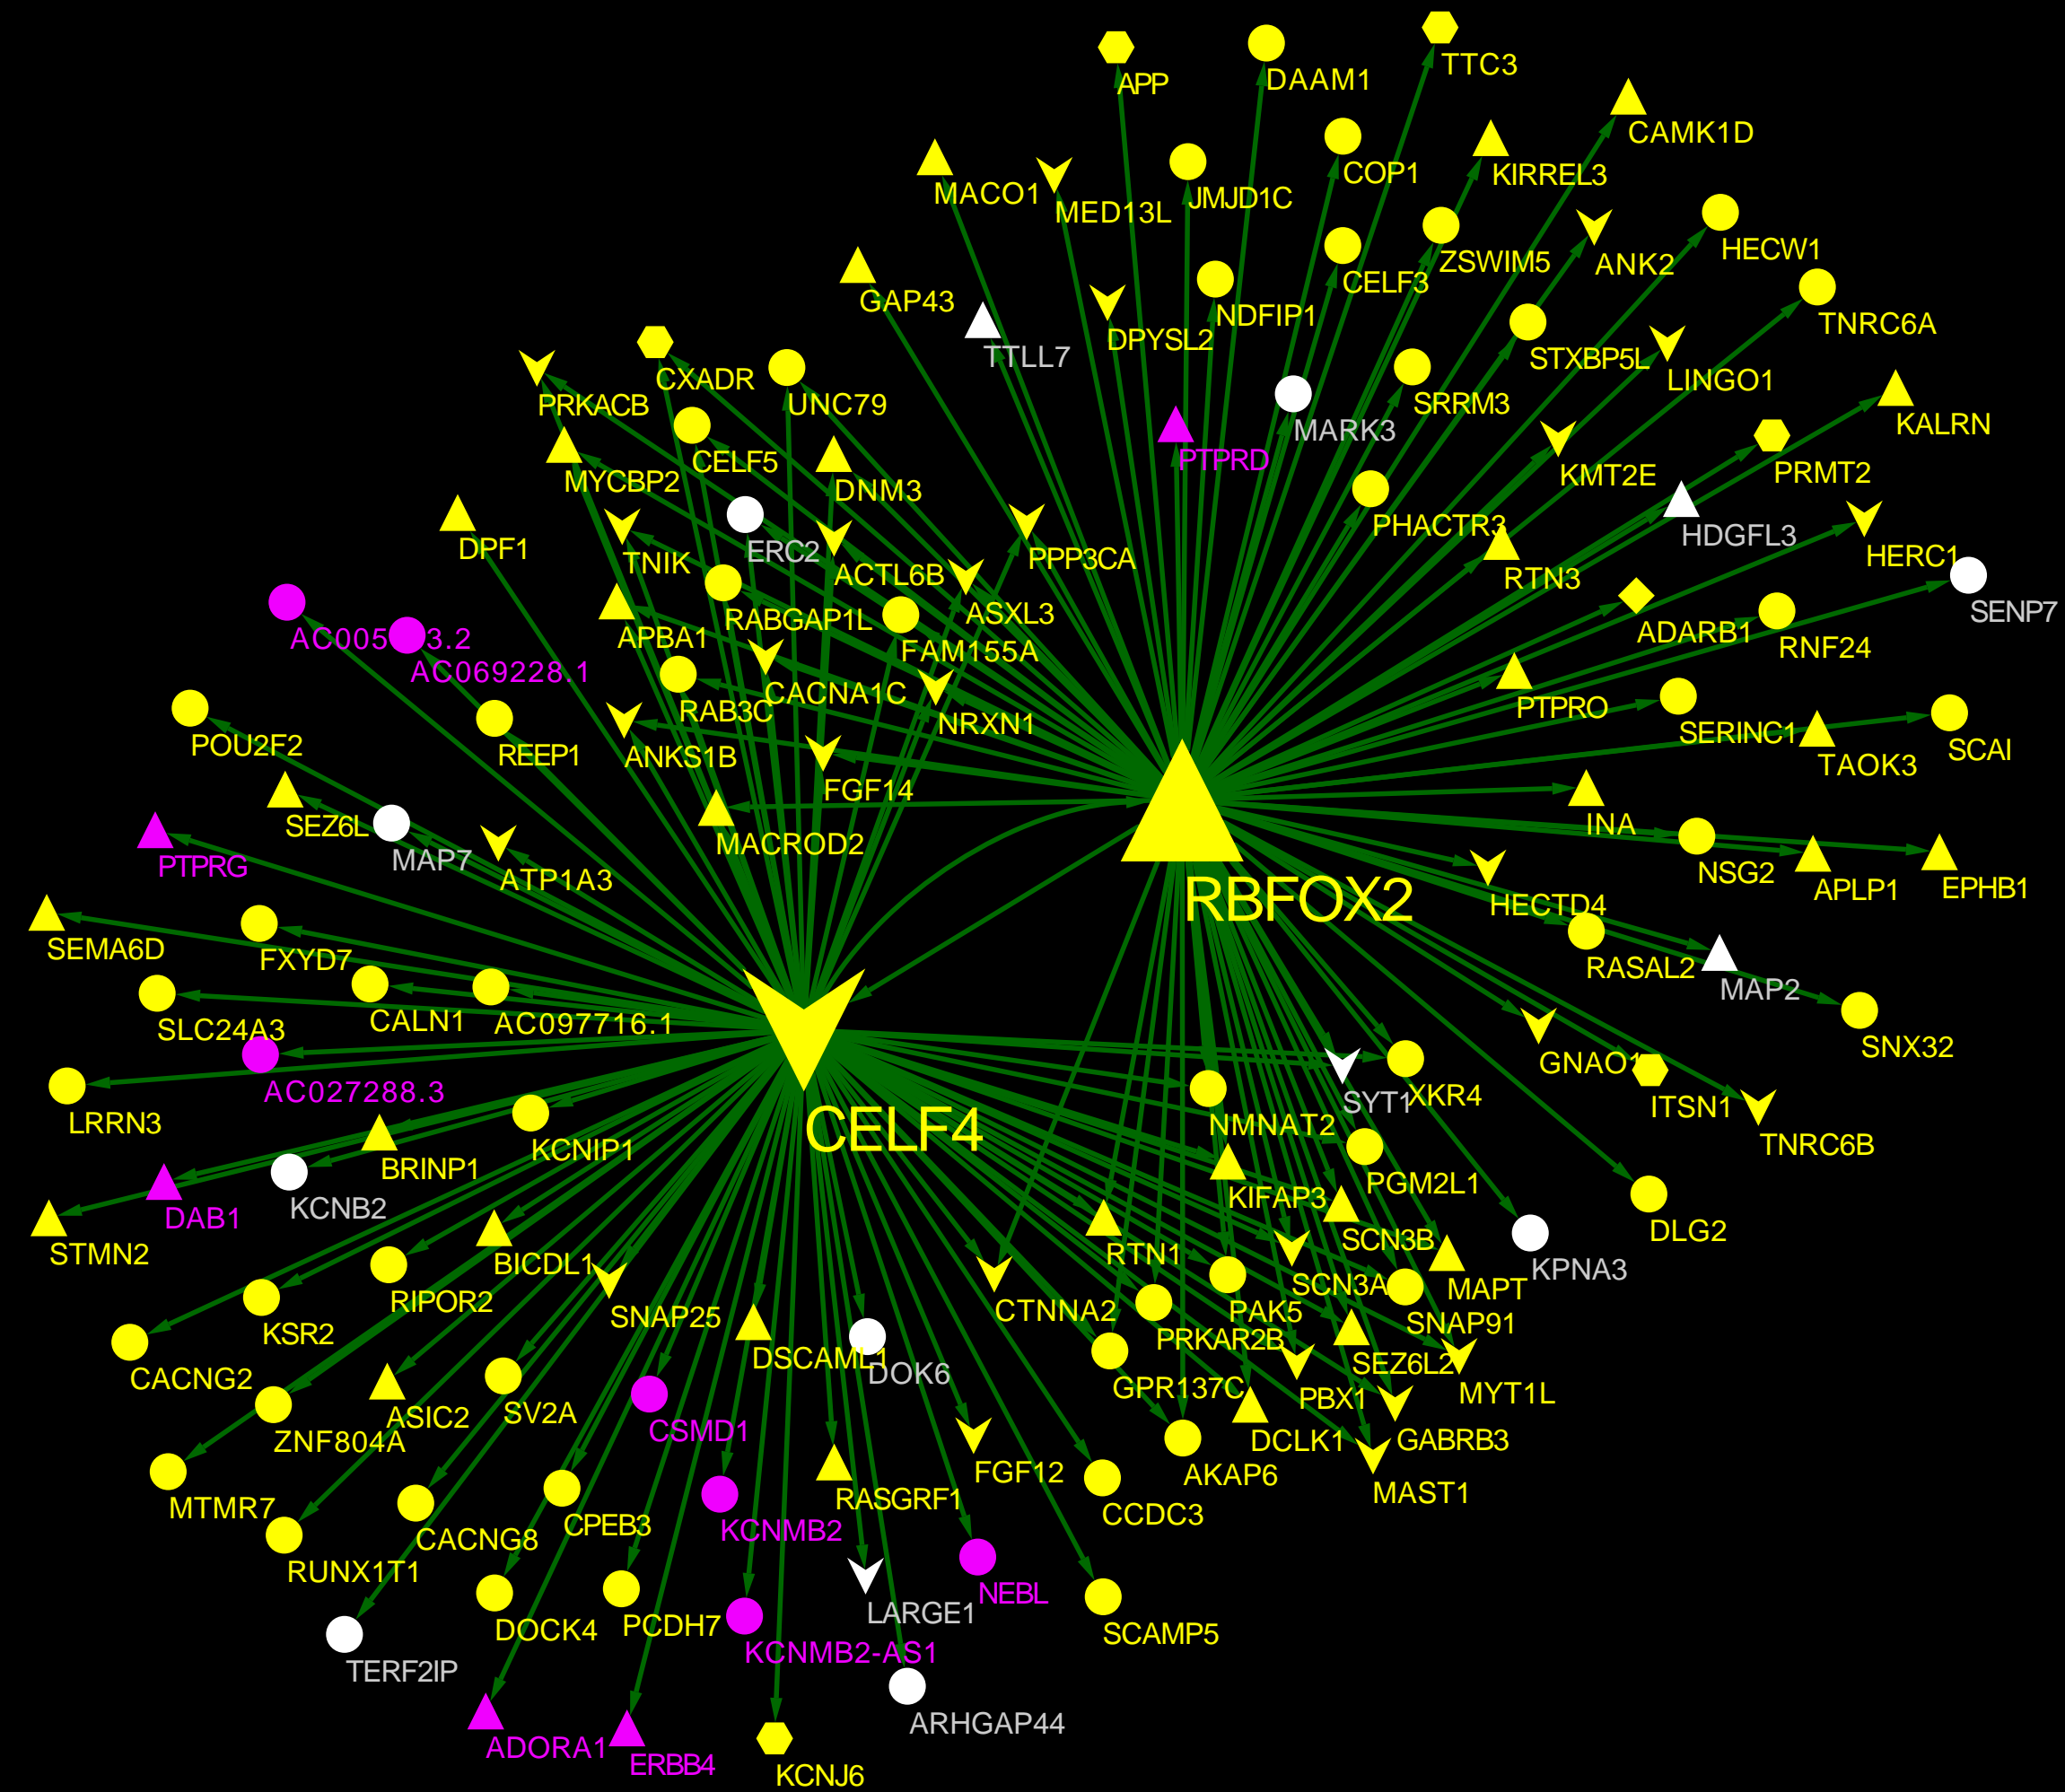 TTC3
DAAM1
APP
CAMK1D
COP1
KIRREL3
MACO1
JMJD1C
MED13L
HECW1
ZSWIM5
ANK2
CELF3
GAP43
NDFIP1
TNRC6A
DPYSL2
TTLL7
STXBP5L
CXADR
LINGO1
UNC79
PRKACB
SRRM3
KALRN
MARK3
CELF5
PTPRD
PRMT2
MYCBP2
KMT2E
DNM3
PHACTR3
HDGFL3
DPF1
ERC2
PPP3CA
HERC1
TNIK
ACTL6B
RTN3
SENP7
ASXL3
RABGAP1L
APBA1
ADARB1
AC005 3.2
FAM155A
RNF24
AC069228.1
CACNA1C
RAB3C
PTPRO
NRXN1
SERINC1
POU2F2
REEP1
ANKS1B
SCAI
TAOK3
FGF14
SEZ6L
INA
MACROD2
MAP7
PTPRG
ATP1A3
NSG2
APLP1
EPHB1
RBFOX2
HECTD4
SEMA6D
FXYD7
RASAL2
MAP2
CALN1
AC097716.1
SLC24A3
SNX32
GNAO1
AC027288.3
XKR4
SYT1
ITSN1
LRRN3
NMNAT2
CELF4
KCNIP1
TNRC6B
BRINP1
PGM2L1
KIFAP3
KCNB2
DAB1
DLG2
SCN3B
STMN2
RTN1
BICDL1
KPNA3
SCN3A
MAPT
RIPOR2
SNAP25
CTNNA2
PAK5
SNAP91
KSR2
PRKAR2B
DSCAML1
SEZ6L2
DOK6
CACNG2
GPR137C
MYT1L
PBX1
SV2A
ASIC2
CSMD1
DCLK1
GABRB3
ZNF804A
FGF12
AKAP6
MAST1
RASGRF1
MTMR7
CCDC3
CPEB3
KCNMB2
CACNG8
RUNX1T1
NEBL
LARGE1
PCDH7
DOCK4
SCAMP5
KCNMB2-AS1
TERF2IP
ARHGAP44
ADORA1
ERBB4
KCNJ6